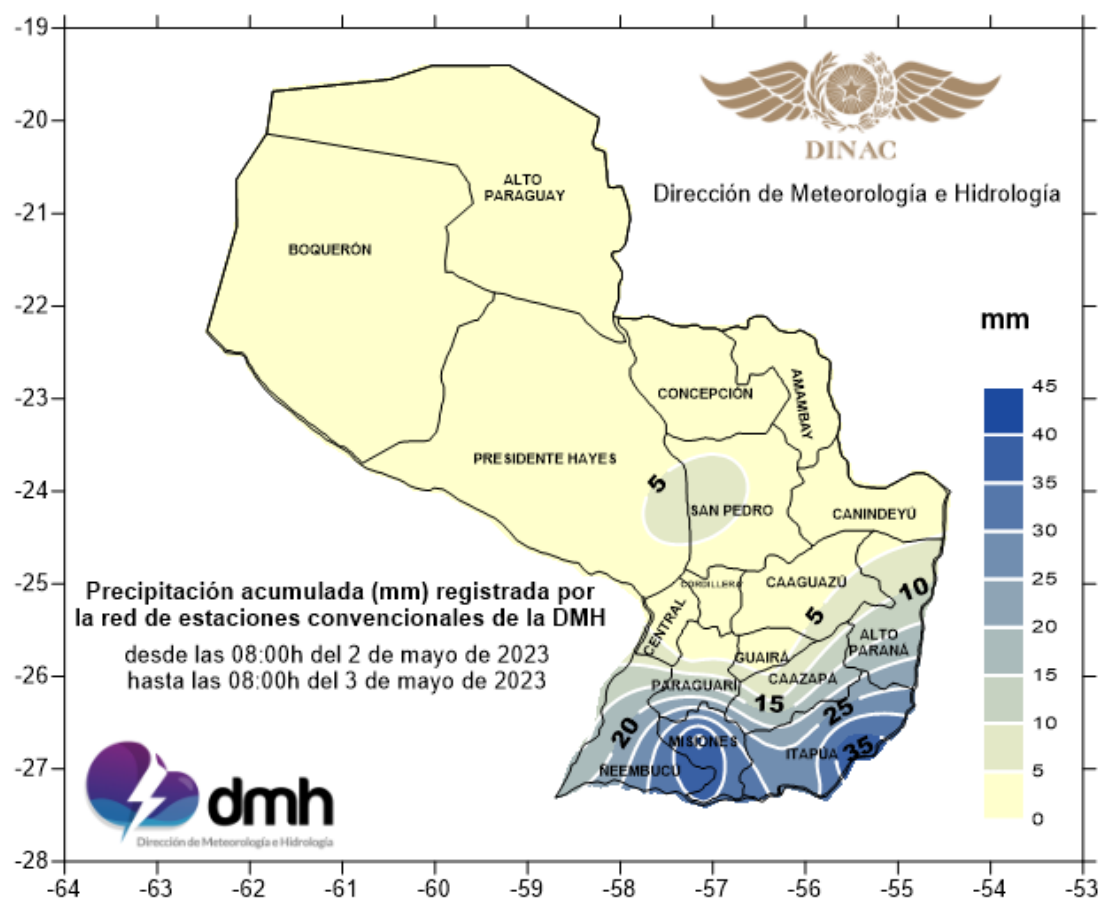 -19
-20
-21
-22
-23
-24
-25
-26
-27
-28
-64
-63
-62
-61
-60
-59
-58
-57
-56
-55
-54
-53
DINAC
Dirección de Meteorología e Hidrología
ALTO
PARAGUAY
BOQUERÓN
CONCEPCIÓN
AMAMBAY
PRESIDENTE HAYES
5
SAN PEDRO
CANINDEYÚ
CORDILLERA
CAAGUAZÚ
10
CENTRAL
5
ALTO
PARANÁ
GUAIRÁ
CAAZAPÁ
PARAGUARÍ
15
25
20
MISIONES
ITAPÚA
35
ÑEEMBUCÚ
mm
45
40
35
30
25
20
15
10
5
0
Precipitación acumulada (mm) registrada por
la red de estaciones convencionales de la DMH
desde las 08:00h del 2 de mayo de 2023
hasta las 08:00h del 3 de mayo de 2023
dmh
Dirección de Meteorología e Hidrología